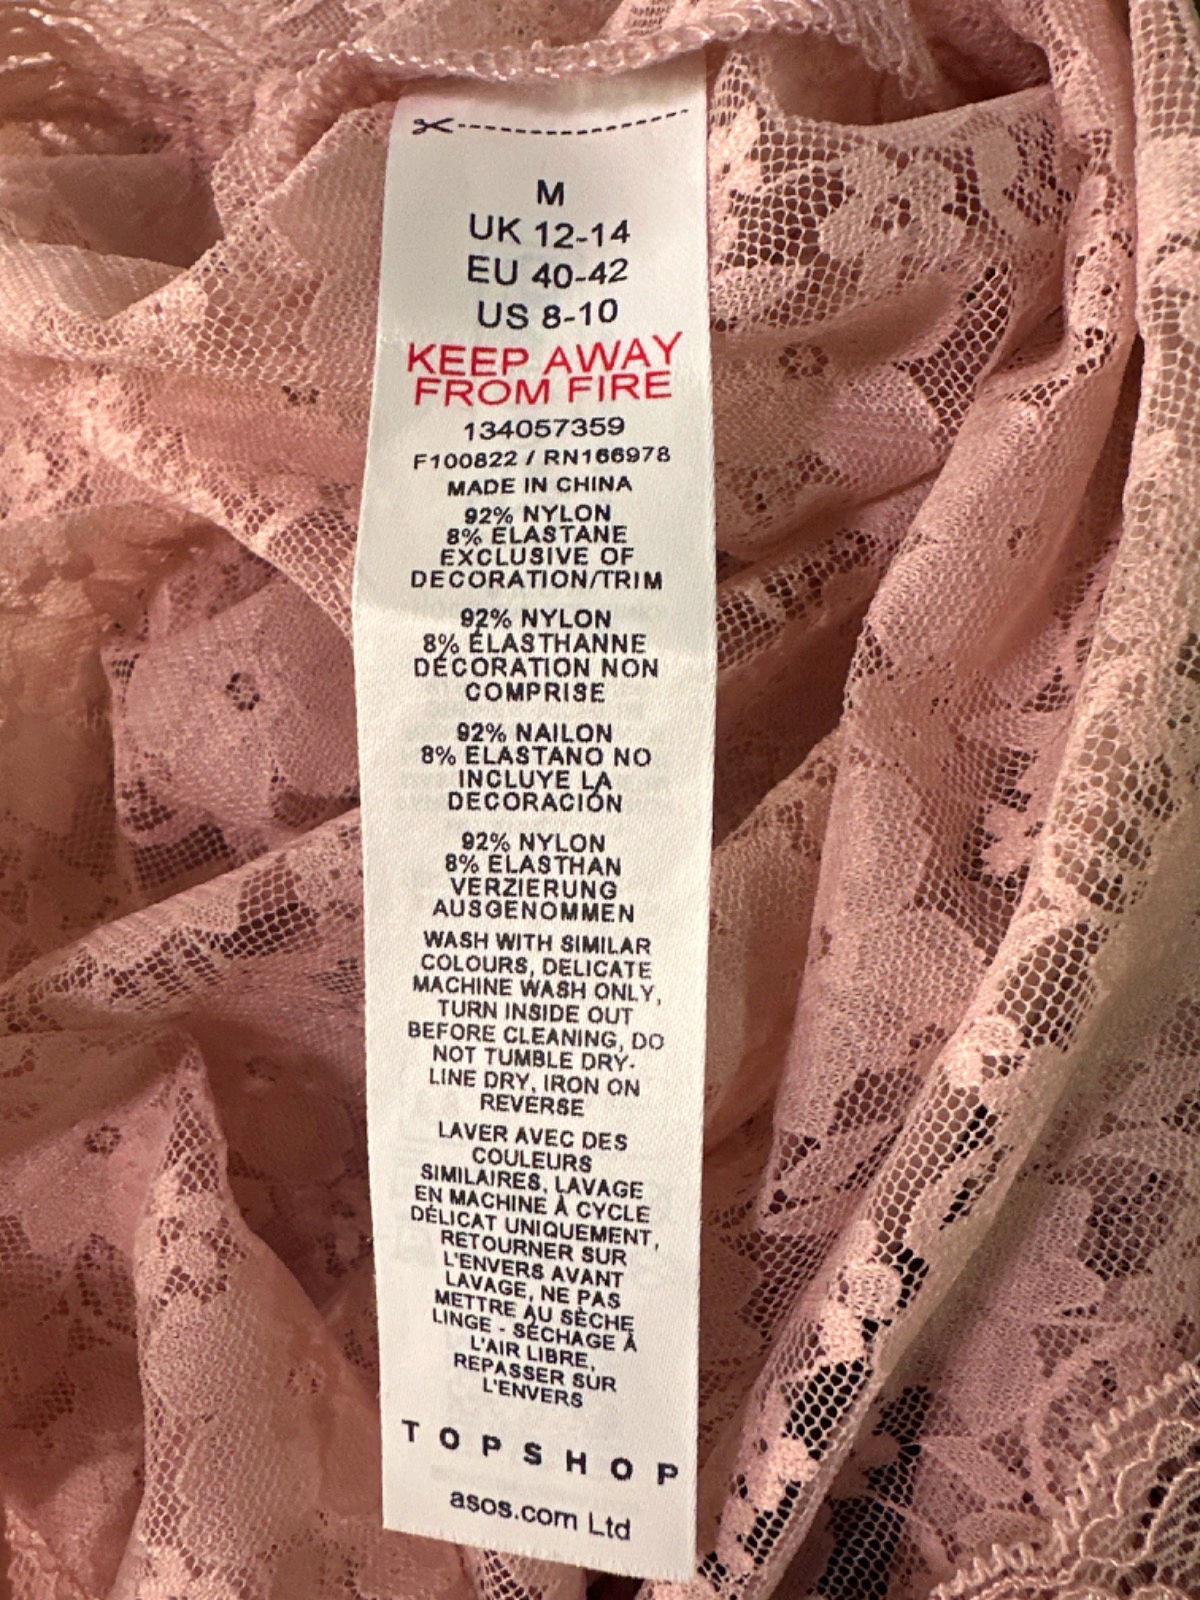 M
UK 12-14
EU 40-42
US 8-10
KEEP AWAY
FROM FIRE
134057359
F100822 / RN166978
MADE IN CHINA
92% NYLON
8% ELASTANE
EXCLUSIVE OF
DECORATION/TRIM
92% NYLON
8% ÉLASTHANNE
DÉCORATION NON
COMPRISE
92% NAILON
8% ELASTANO NO
INCLUYE LA
DECORACIÓN
92% NYLON
8% ELASTHAN
VERZIERUNG
AUSGENOMMEN
WASH WITH SIMILAR
COLOURS, DELICATE
MACHINE WASH ONLY,
TURN INSIDE OUT
BEFORE CLEANING, DO
NOT TUMBLE DRY-
LINE DRY, IRON ON
REVERSE
LAVER AVEC DES
COULEURS
SIMILAIRES, LAVAGE
EN MACHINE À CYCLE
DÉLICAT UNIQUEMENT,
RETOURNER SUR
L'ENVERS AVANT
LAVAGE, NE PAS
METTRE AU SÈCHE
LINGE - SÉCHAGE À
L'AIR LIBRE,
REPASSER SUR
L'ENVERS
TOPSHOP
asos.com Ltd